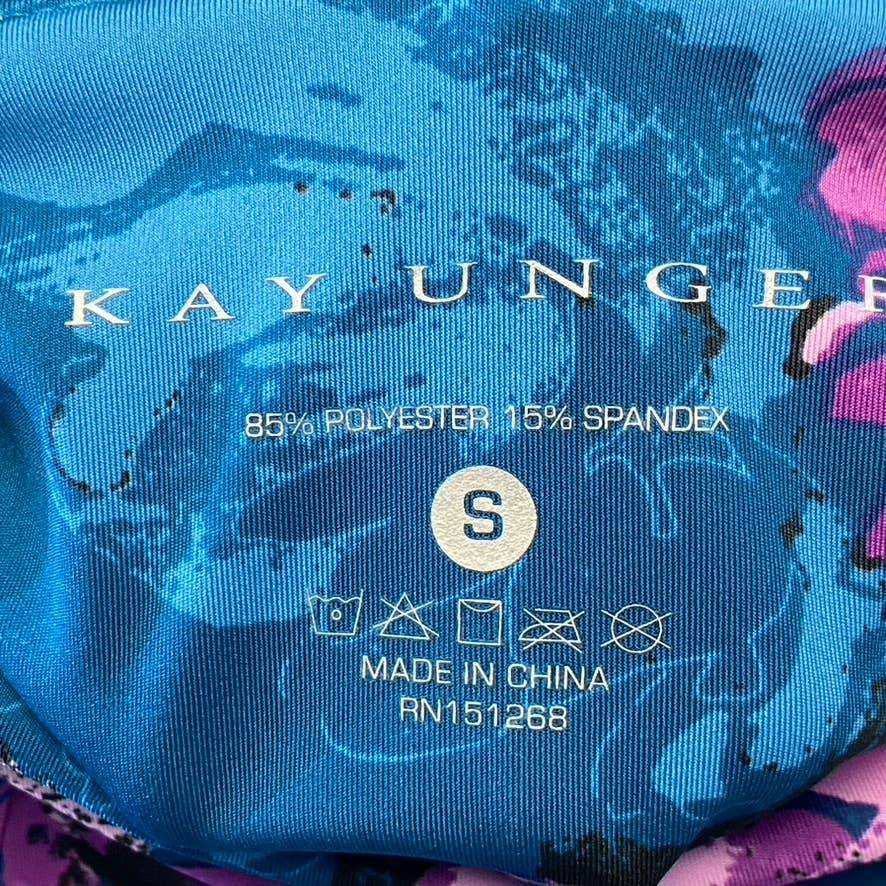 KAY UNGER
85% POLYESTER 15% SPANDEX
S
MADE IN CHINA
RN151268